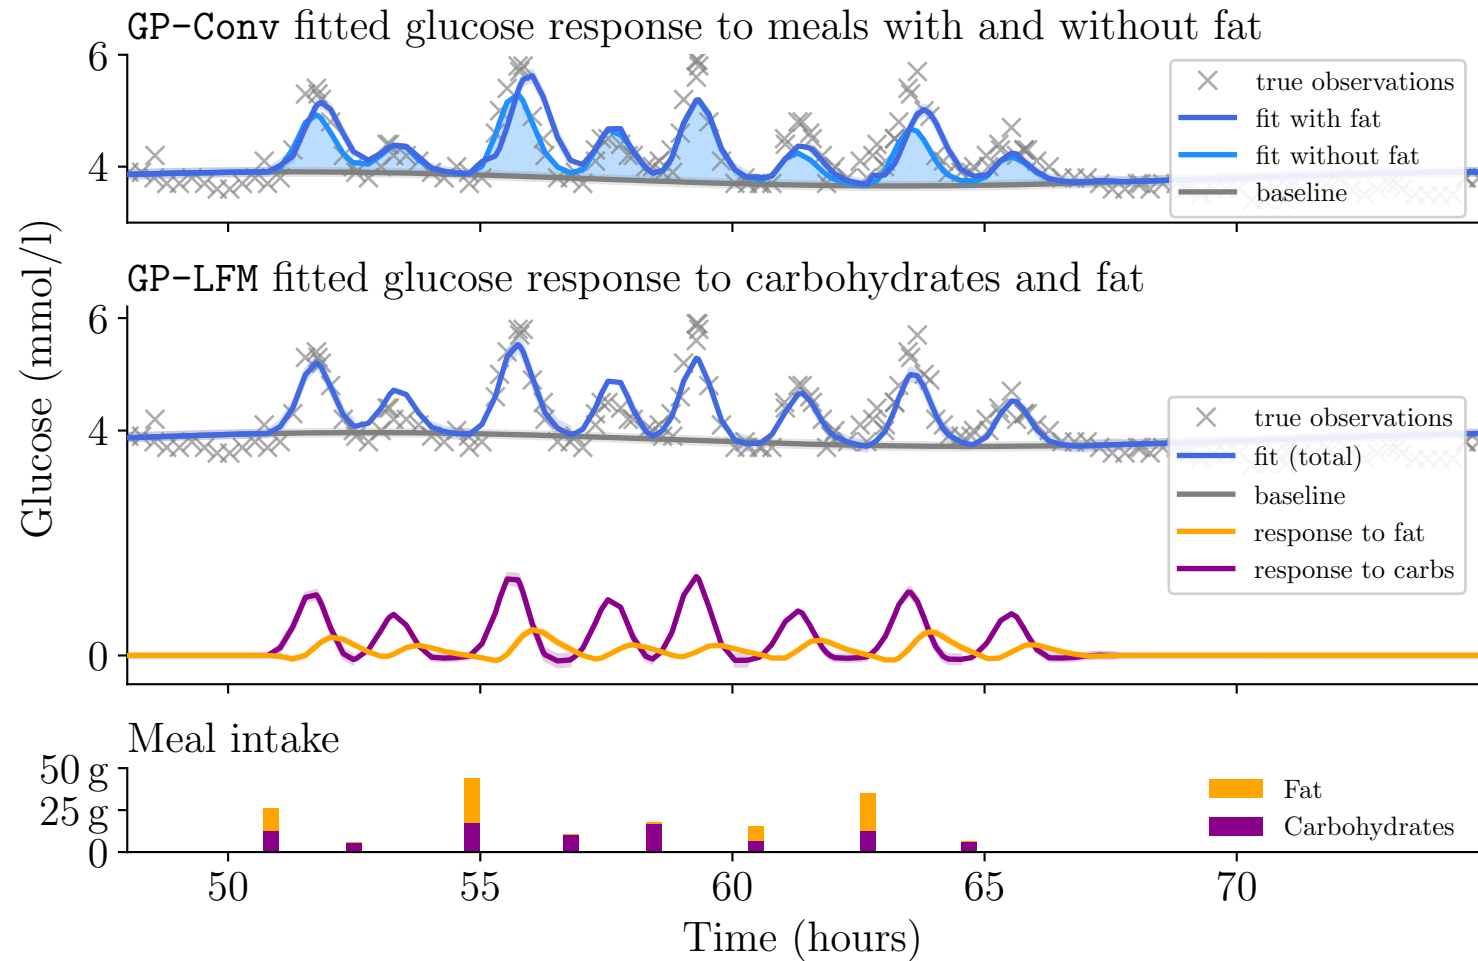 GP-Conv fitted glucose response to meals with and without fat
6
4
true observations
fit with fat
fit without fat
baseline
GP-LFM fitted glucose response to carbohydrates and fat
Glucose (mmol/l)
6
4
0
true observations
fit (total)
baseline
response to fat
response to carbs
50
55
60
65
70
Meal intake
50 g
25 g
0
Fat
Carbohydrates
Time (hours)